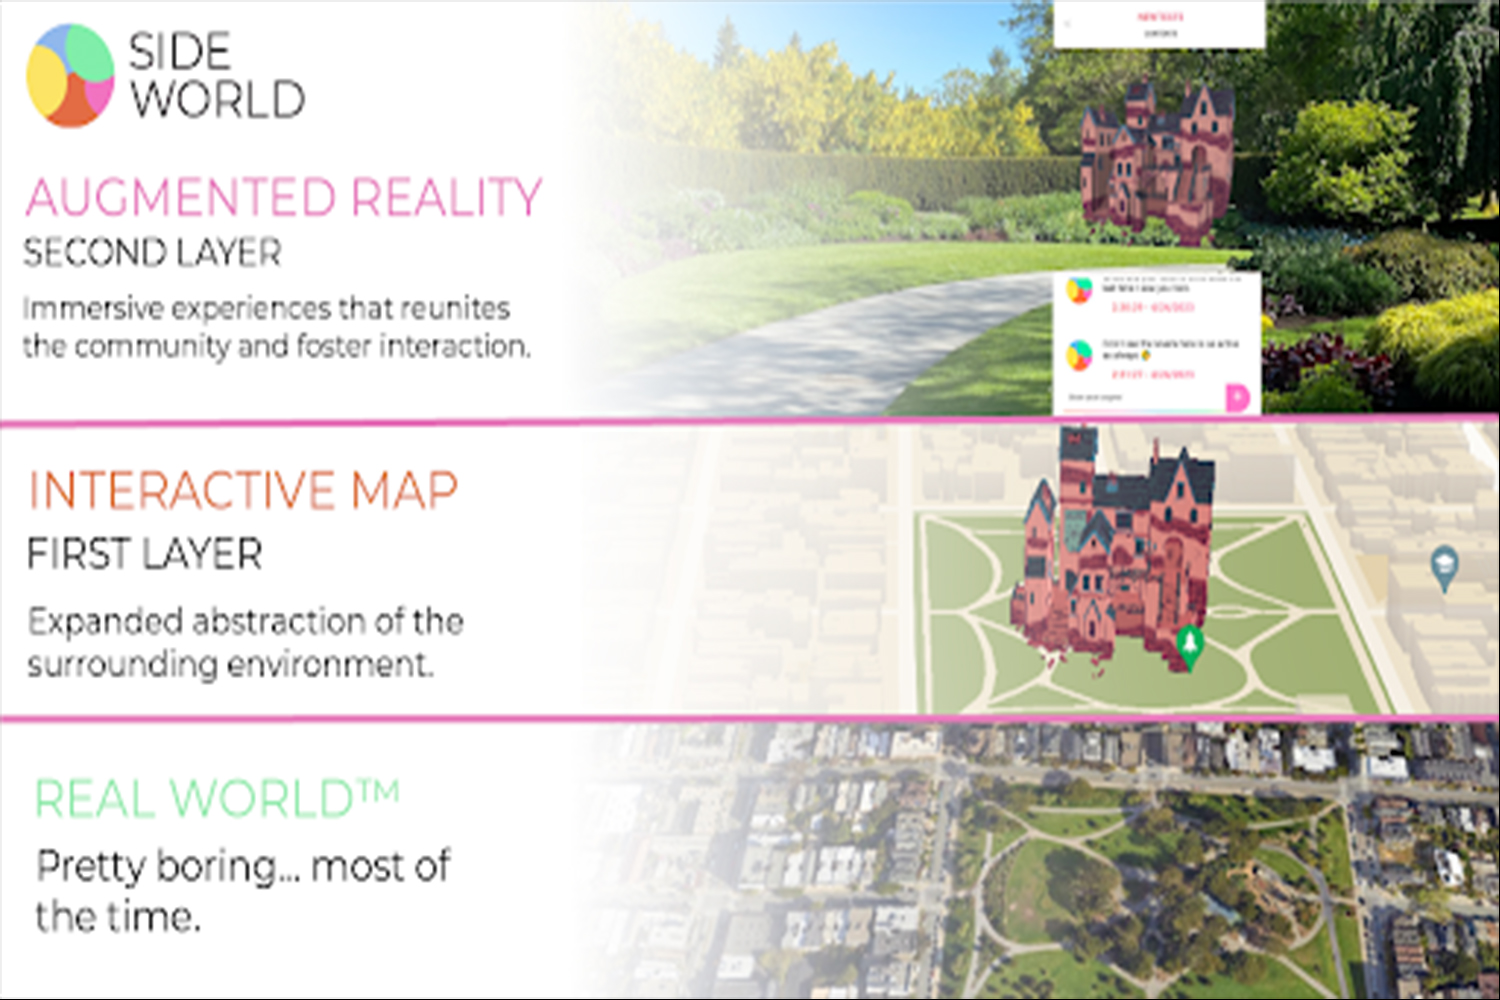 SIDE
WORLD
AUGMENTED REALITY
SECOND LAYER
Immersive experiences that reunites
the community and foster interaction.
INTERACTIVE MAP
FIRST LAYER
Expanded abstraction of the
surrounding environment.
REAL WORLD™
Pretty boring... most of
the time.